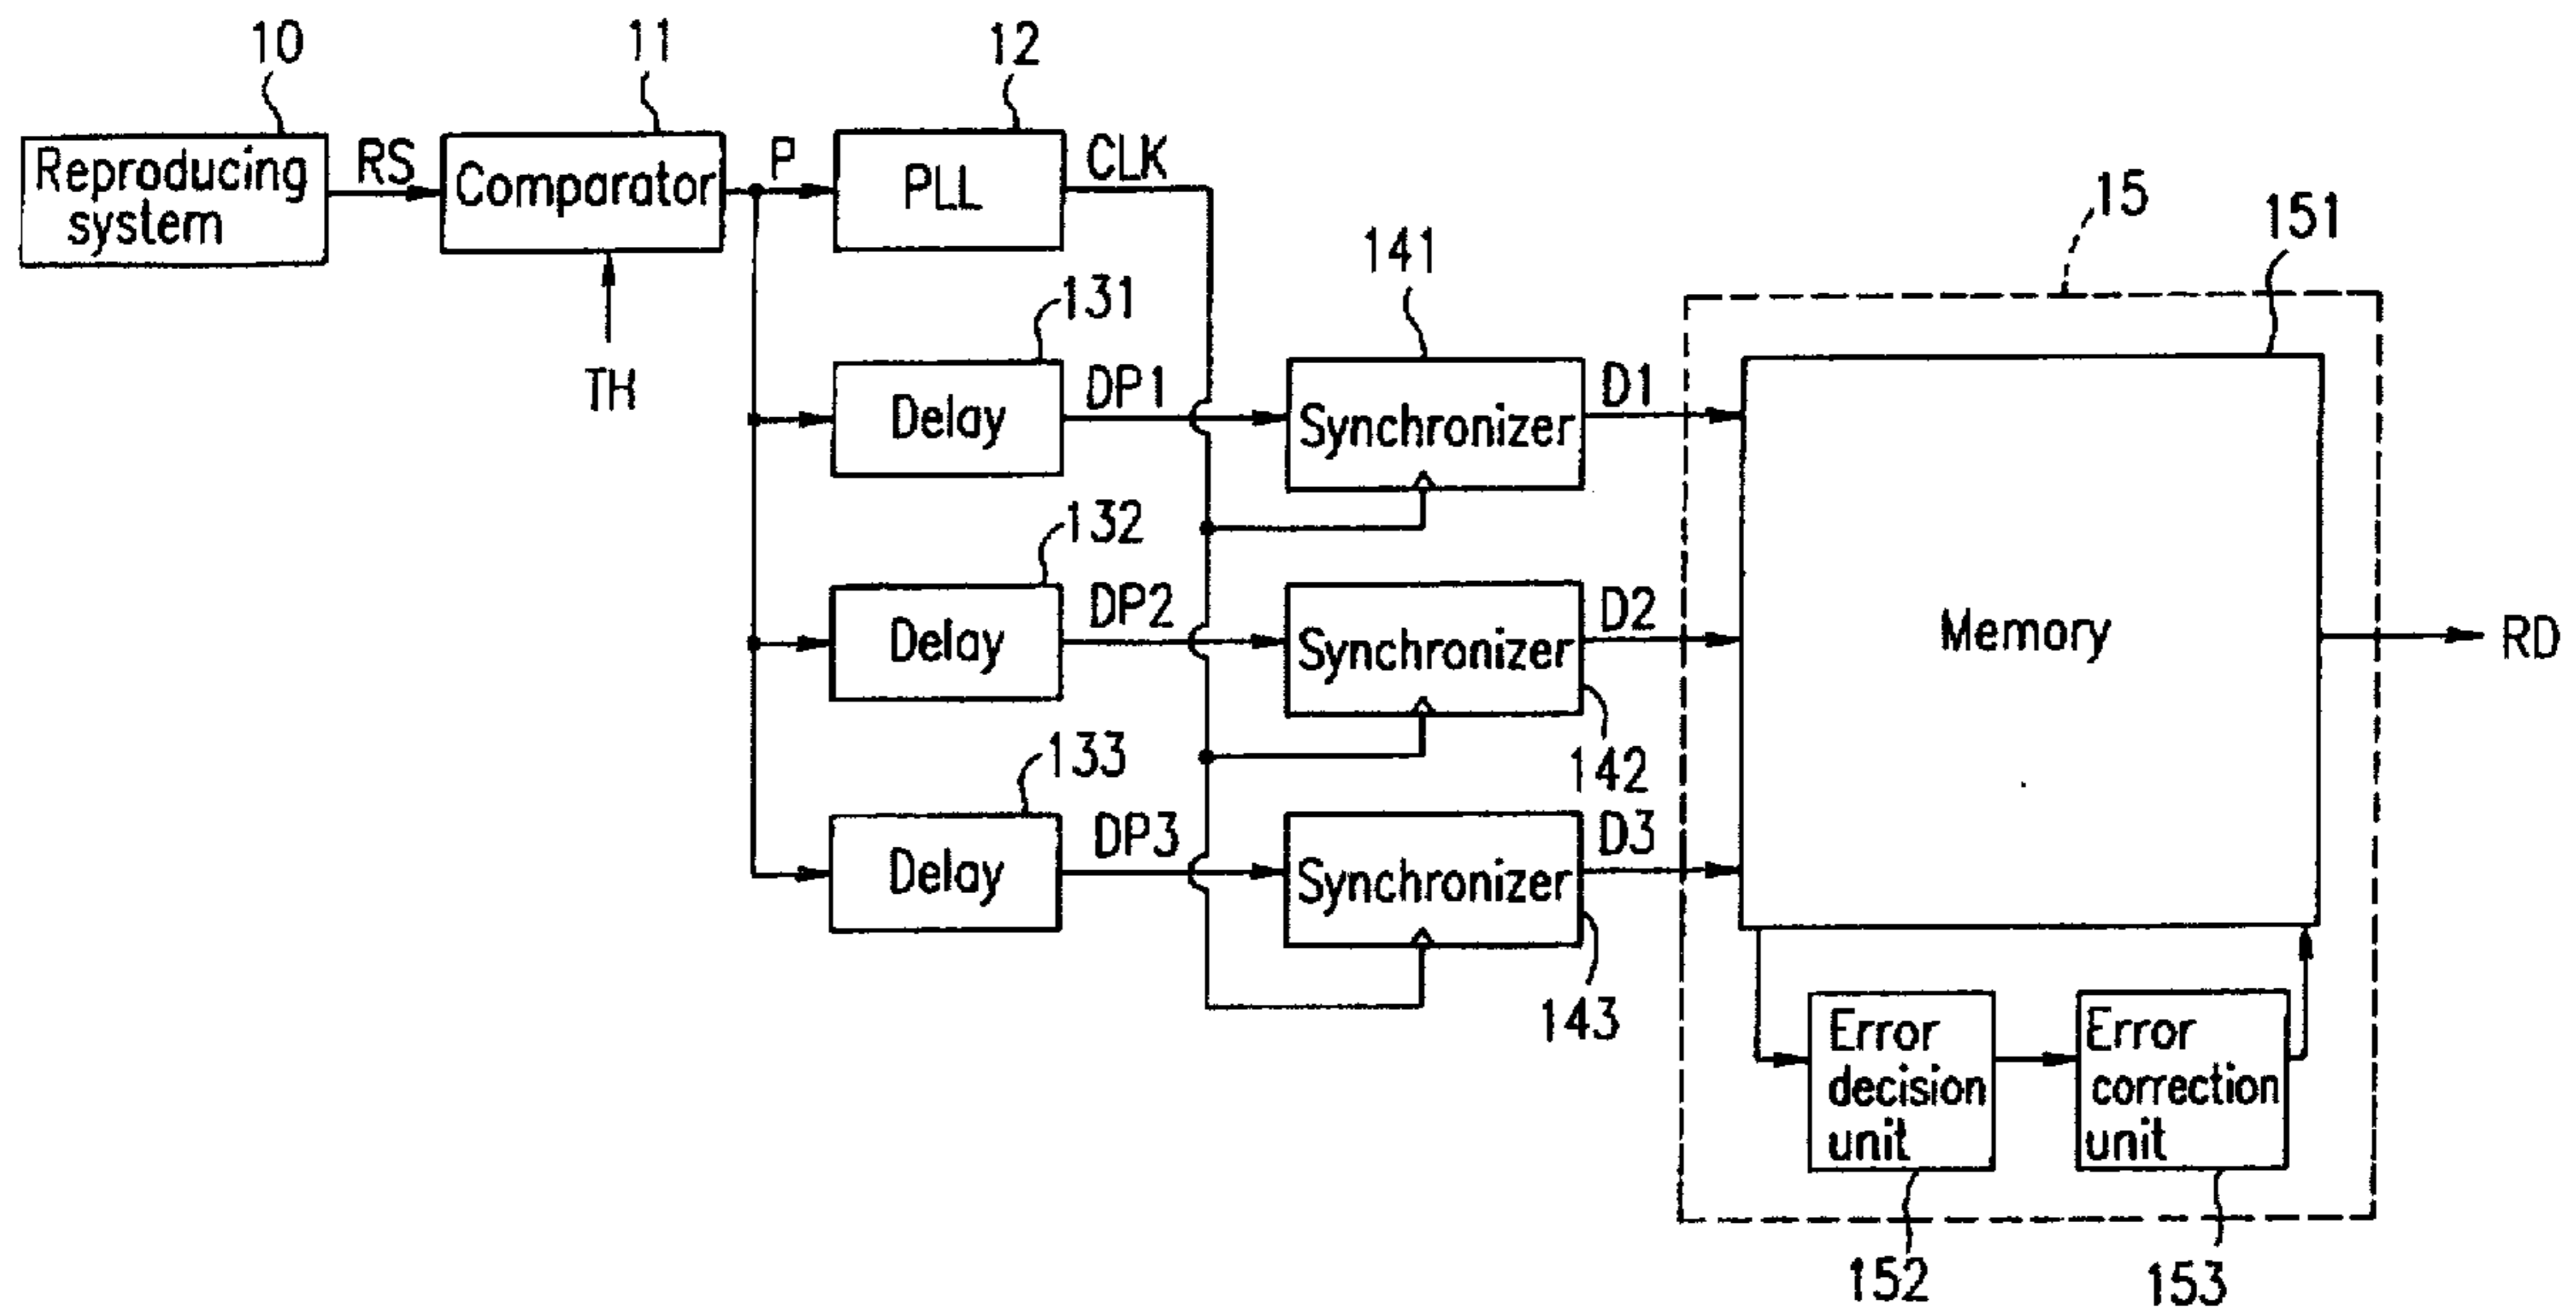 10
11
12
Reproducing
system
RS
Comparator
P
PLL
CLK
TH
15
151
141
131
Delay
DP1
Synchronizer
D1
132
Delay
DP2
Synchronizer
D2
142
Memory
RD
133
Delay
DP3
Synchronizer
D3
143
Error
decision
unit
Error
correction
unit
152
153